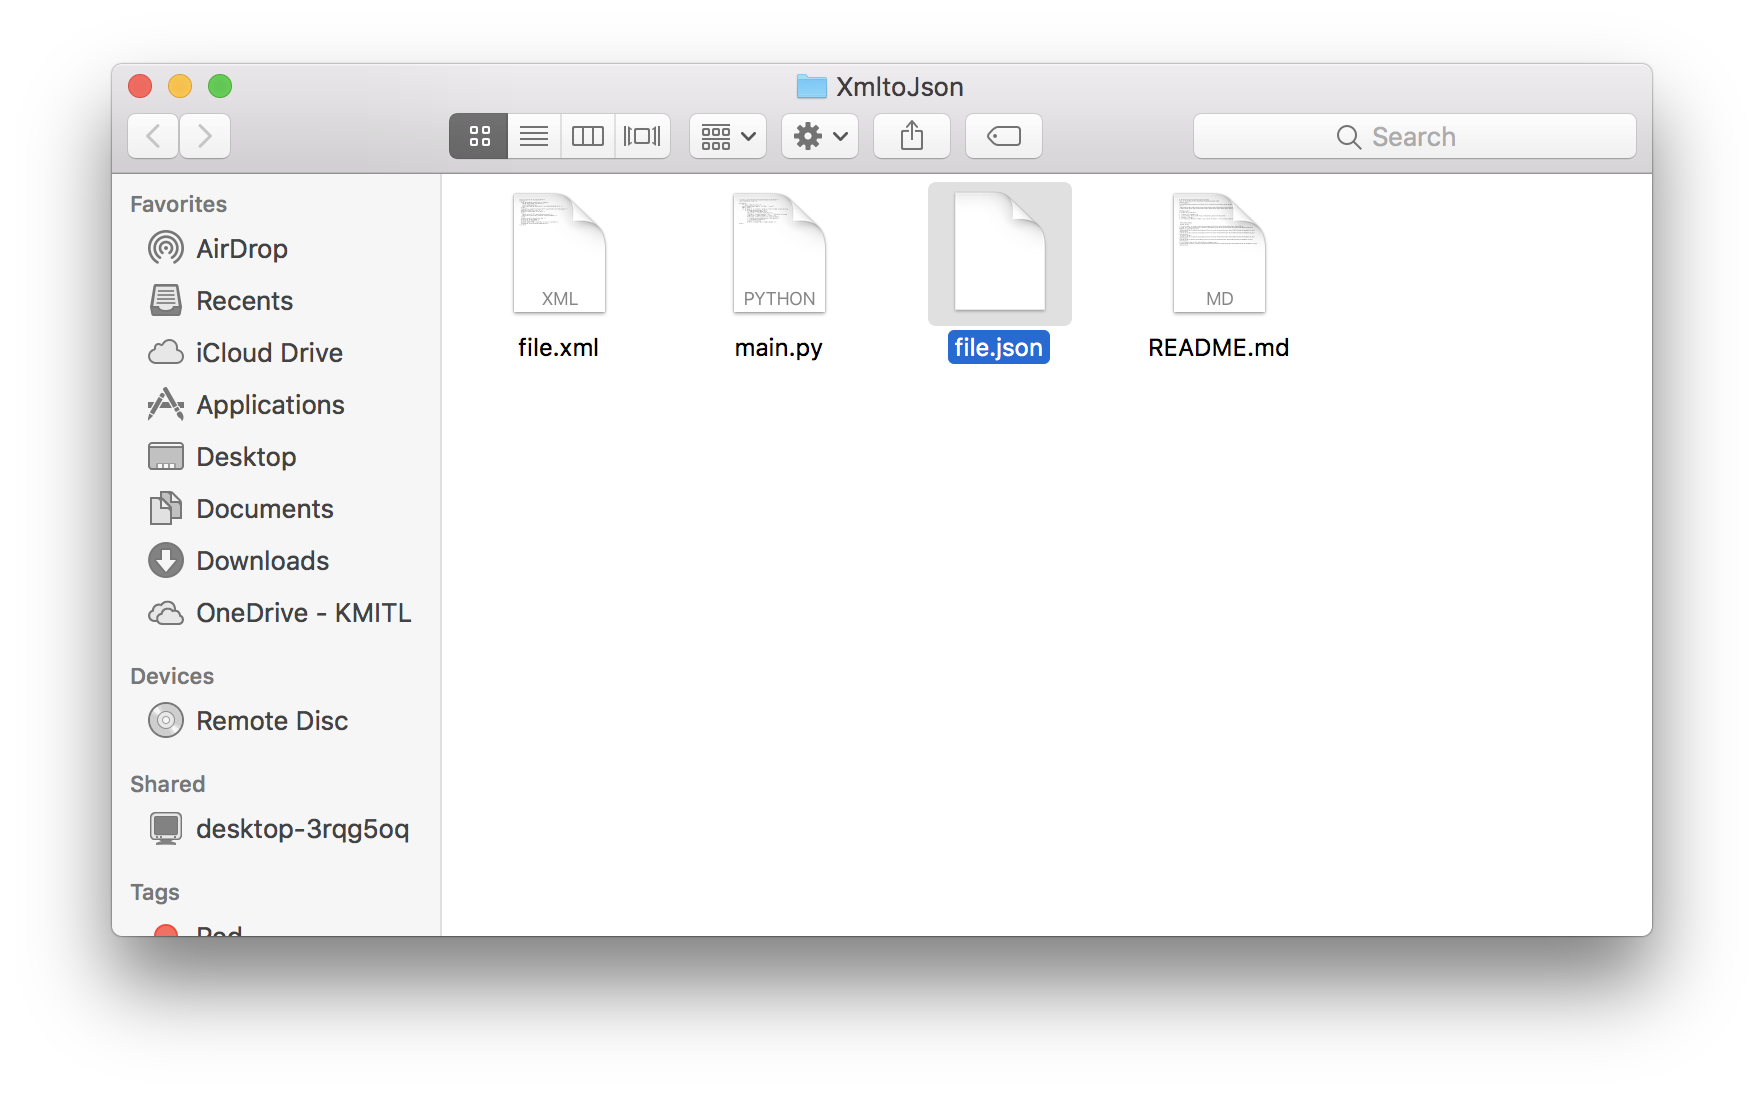 XmltoJson
Search
Favorites
AirDrop
Recents
iCloud Drive
Applications
Desktop
Documents
Downloads
OneDrive - KMITL
Devices
Remote Disc
Shared
desktop-3rqg5oq
Tags
Red
XML
file.xml
PYTHON
main.py
file.json
MD
README.md